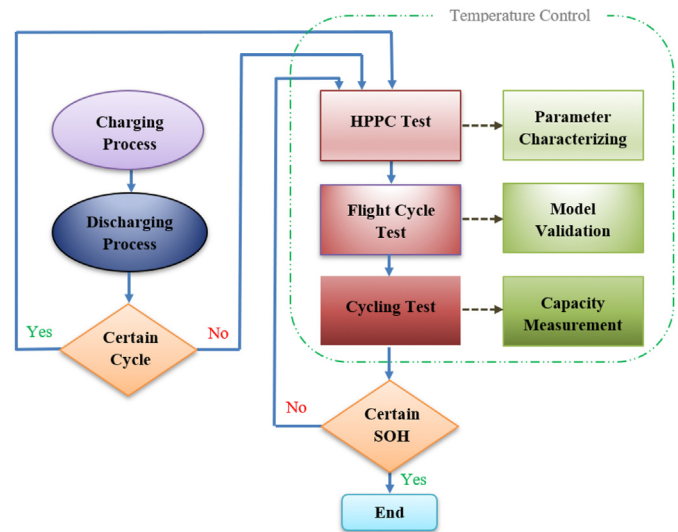 Temperature Control
Charging
Process
Discharging
Process
Certain
Cycle
Yes
No
HPPC Test
Parameter
Characterizing
Flight Cycle
Test
Model
Validation
Cycling Test
Capacity
Measurement
Certain
SOH
No
Yes
End